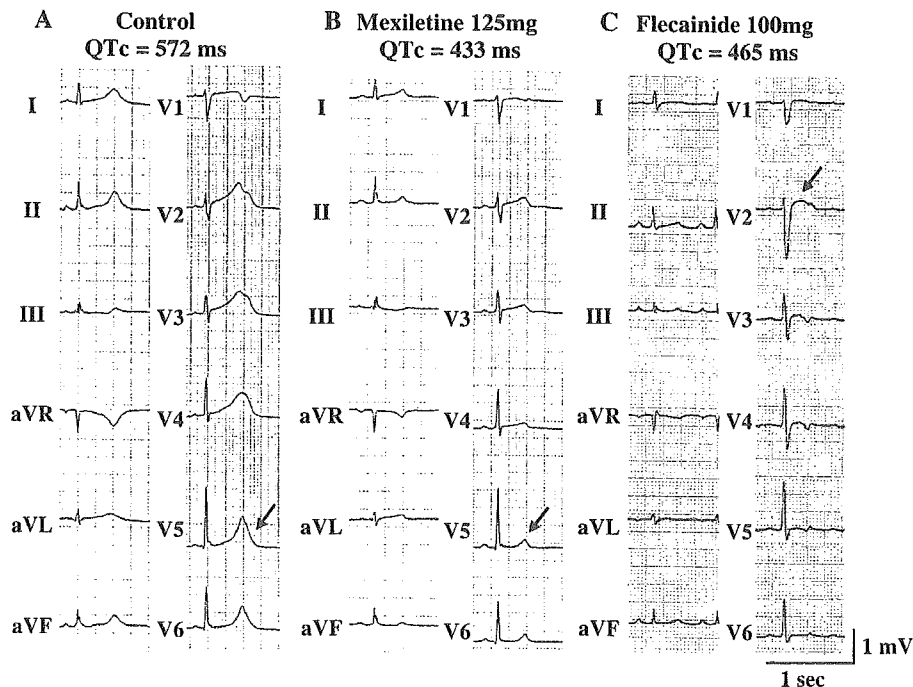 A Control
QTc = 572 ms
I V1
II V2
III V3
aVR V4
aVL V5
aVF V6
B Mexiletine 125mg
QTc = 433 ms
I V1
II V2
III V3
aVR V4
aVL V5
aVF V6
C Flecainide 100mg
QTc = 465 ms
I V1
II V2
III V3
aVR V4
aVL V5
aVF V6
1 mV
1 sec